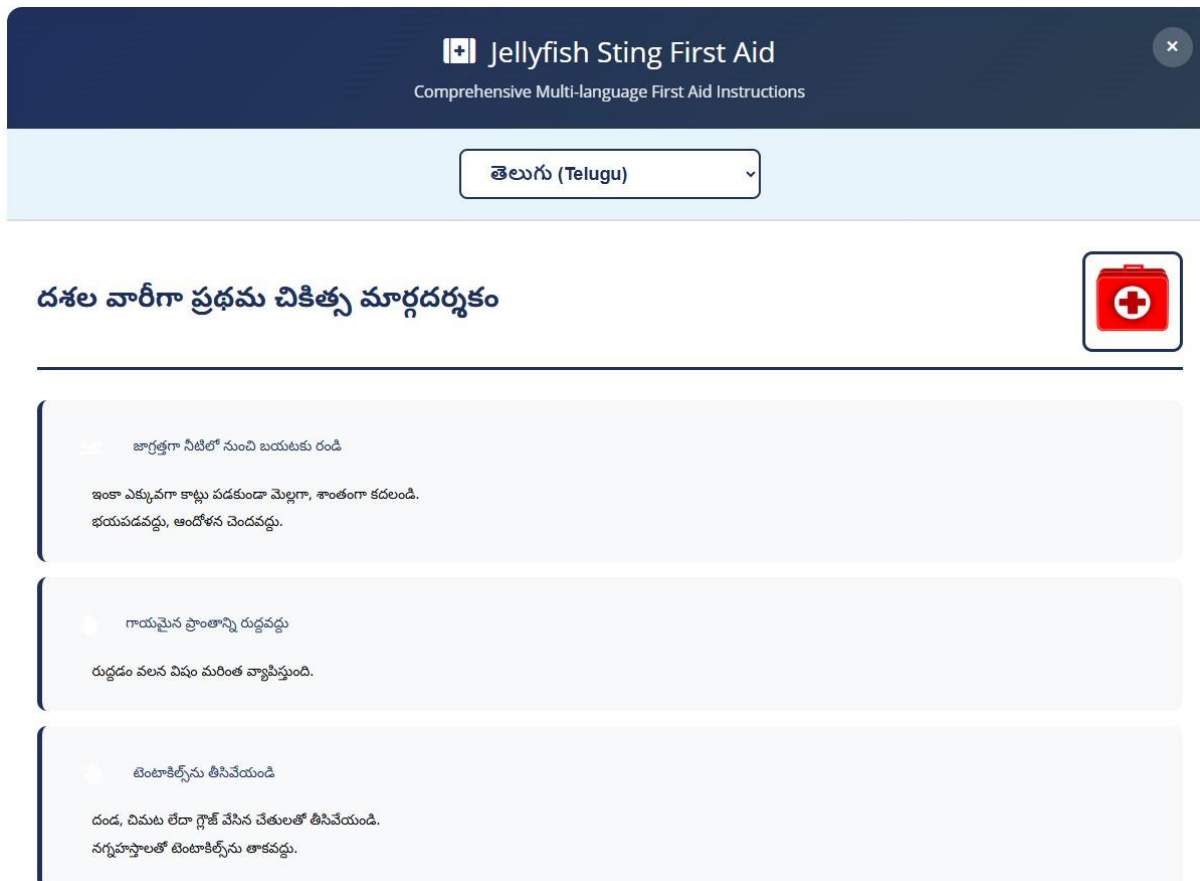 Jellyfish Sting First Aid
×
Comprehensive Multi-language First Aid Instructions
తెలుగు (Telugu)
దశల వారీగా ప్రథమ చికిత్స మార్గదర్శకం
జాగ్రత్తగా నీటిలో నుంచి బయటకు రండి
ఇంకా ఎక్కువగా కాట్లు పడకుండా మెల్లగా, శాంతంగా కదలండి.
భయపడవద్దు, ఆందోళన చెందవద్దు.
గాయమైన ప్రాంతాన్ని రుద్దవద్దు
రుద్దడం వలన విషం మరింత వ్యాపిస్తుంది.
టెంటాకిల్స్‌ను తీసివేయండి
దండ, చిమట లేదా గ్లౌజ్ వేసిన చేతులతో తీసివేయండి.
నగ్నహస్తాలతో టెంటాకిల్స్‌ను తాకవద్దు.